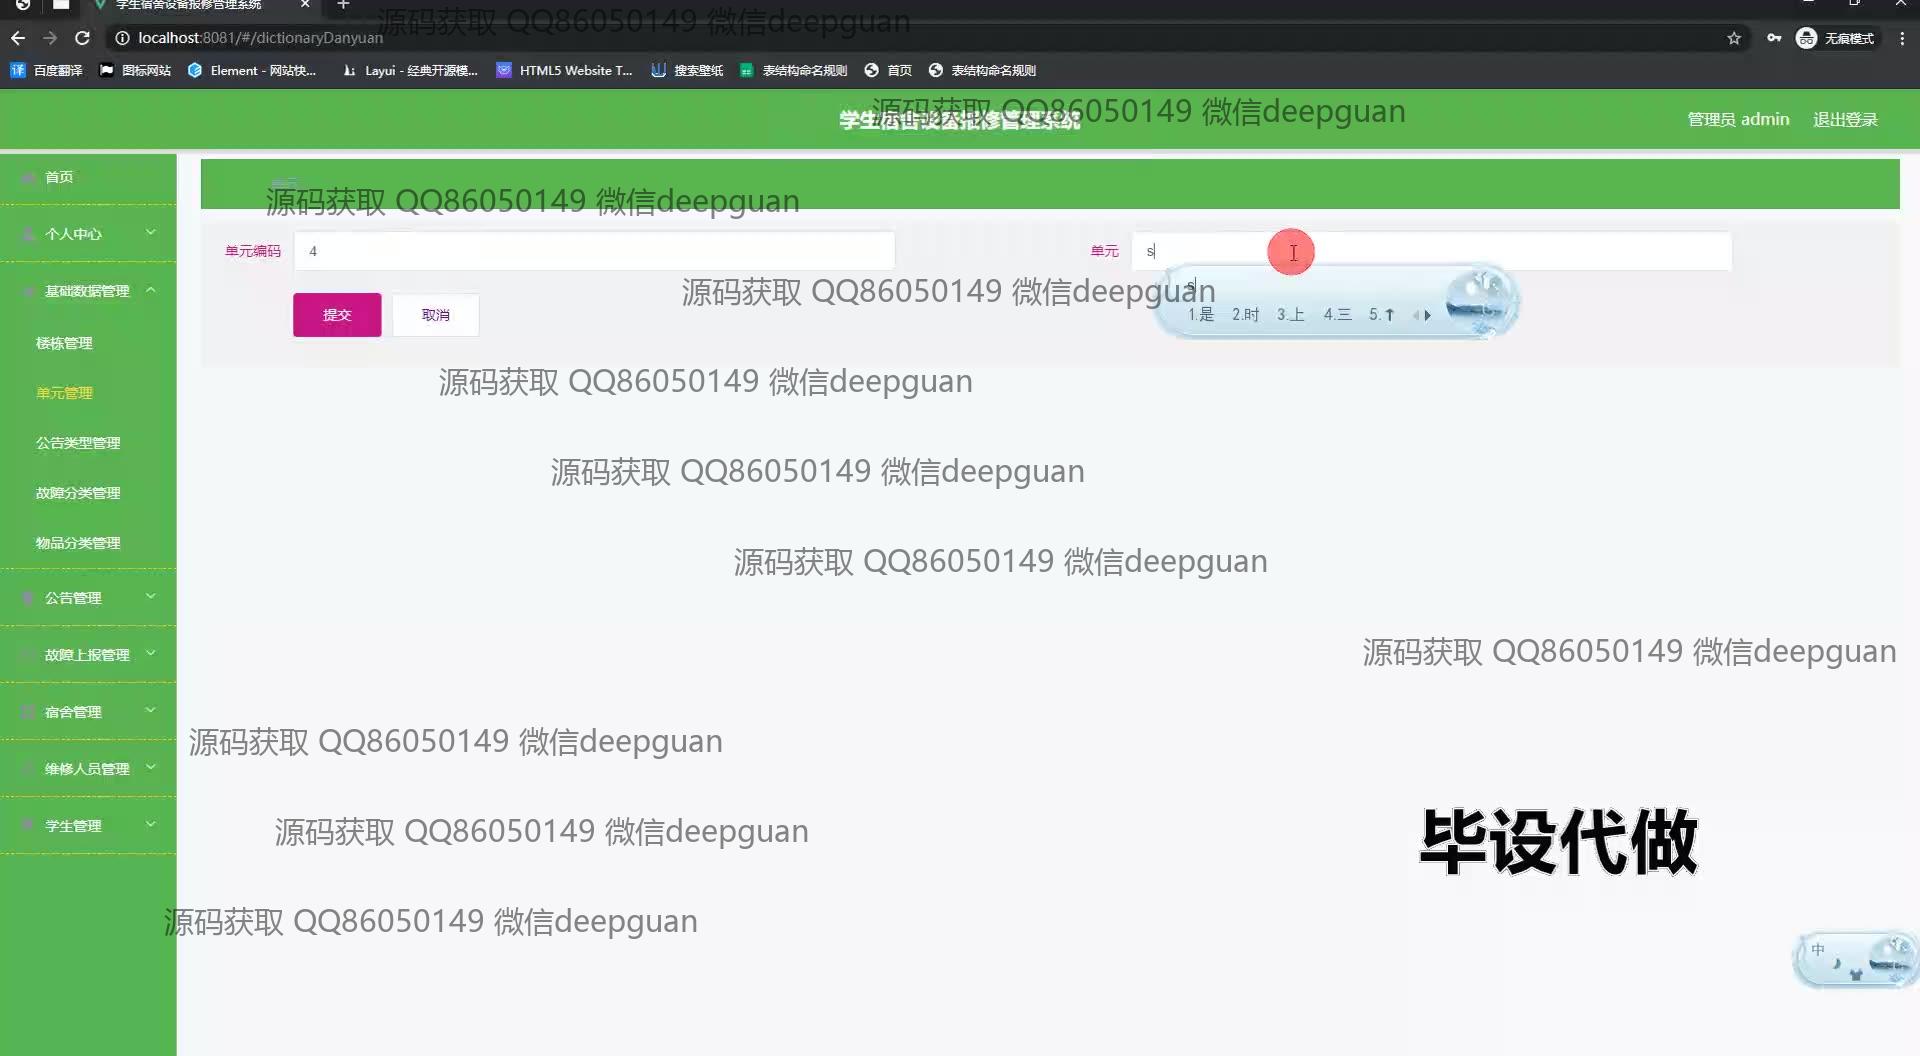 学生宿舍设备报修管理系统
源码获取 QQ86050149 微信deepguan
localhost:8081/#/dictionaryDanyuan
无痕模式
百度翻译
图标网站
Element - 网站快...
Layui - 经典开源模...
HTML5 Website T...
搜索壁纸
表结构命名规则
首页
表结构命名规则
源码获取 QQ86050149 微信deepguan
学生宿舍设备报修管理系统
管理员 admin
退出登录
首页
源码获取 QQ86050149 微信deepguan
个人中心
单元编码
4
单元
s
基础数据管理
源码获取 QQ86050149 微信deepguan
s
1.是 2.时 3.上 4.三 5.↑
提交
取消
楼栋管理
源码获取 QQ86050149 微信deepguan
单元管理
公告类型管理
源码获取 QQ86050149 微信deepguan
故障分类管理
物品分类管理
源码获取 QQ86050149 微信deepguan
公告管理
故障上报管理
源码获取 QQ86050149 微信deepguan
宿舍管理
源码获取 QQ86050149 微信deepguan
维修人员管理
学生管理
源码获取 QQ86050149 微信deepguan
毕设代做
源码获取 QQ86050149 微信deepguan
中